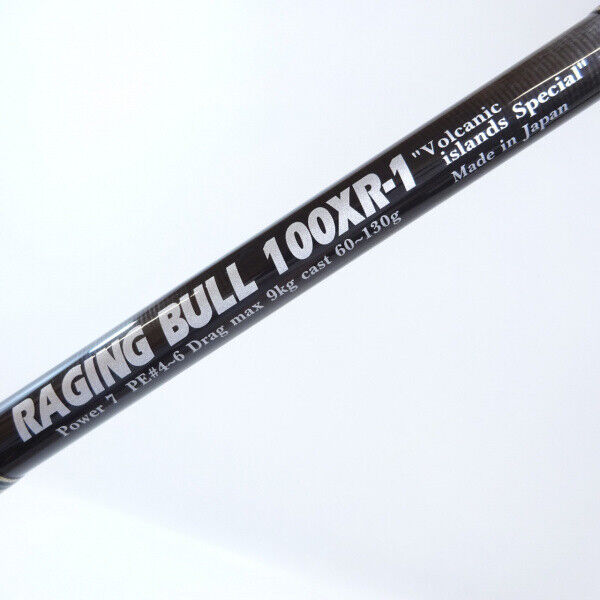 RAGING BULL 100XR-1
"Volcanic
islands Special"
Made in Japan
Power 7 PE#4~6 Drag max 9kg cast 60~130g